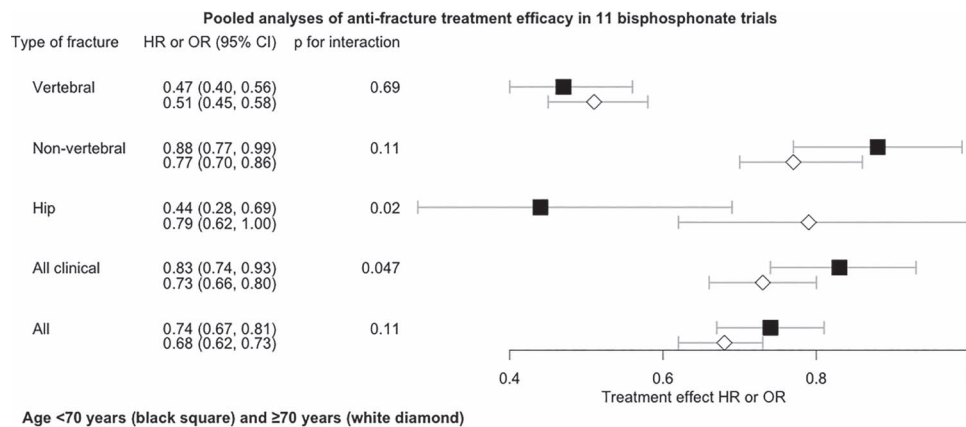 Pooled analyses of anti-fracture treatment efficacy in 11 bisphosphonate trials
Type of fracture HR or OR (95% CI) p for interaction
Vertebral 0.47 (0.40, 0.56) 0.69
0.51 (0.45, 0.58)
Non-vertebral 0.88 (0.77, 0.99) 0.11
0.77 (0.70, 0.86)
Hip 0.44 (0.28, 0.69) 0.02
0.79 (0.62, 1.00)
All clinical 0.83 (0.74, 0.93) 0.047
0.73 (0.66, 0.80)
All 0.74 (0.67, 0.81) 0.11
0.68 (0.62, 0.73)
0.4 0.6 0.8
Treatment effect HR or OR
Age <70 years (black square) and ≥70 years (white diamond)